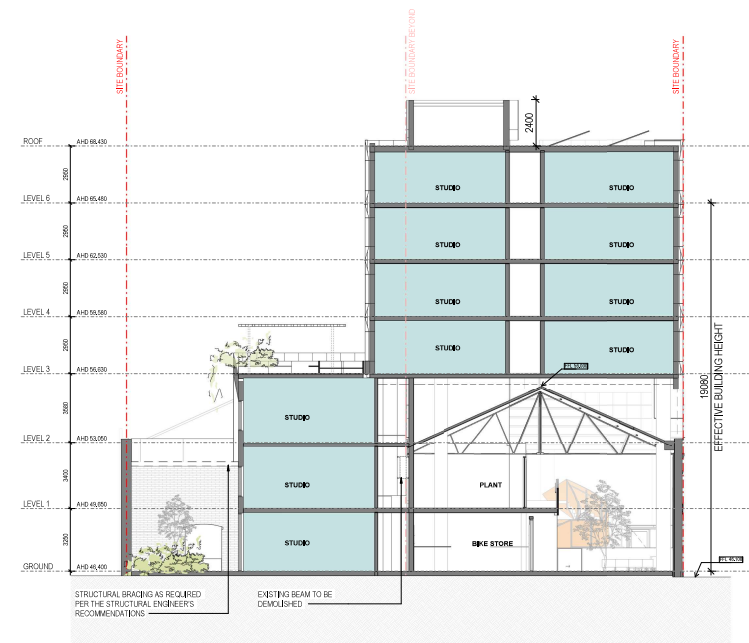 SITE BOUNDARY
SITE BOUNDARY BEYOND
SITE BOUNDARY
2400
ROOF
AHD 68,430
2950
LEVEL 6
AHD 65,480
STUDIO
STUDIO
2950
LEVEL 5
AHD 62,530
STUDIO
STUDIO
2950
LEVEL 4
AHD 59,580
STUDIO
STUDIO
2950
LEVEL 3
AHD 56,630
STUDIO
STUDIO
19080
EFFECTIVE BUILDING HEIGHT
3580
LEVEL 2
AHD 53,050
STUDIO
3400
LEVEL 1
AHD 49,650
STUDIO
PLANT
3250
GROUND
AHD 46,400
STUDIO
BIKE STORE
STRUCTURAL BRACING AS REQUIRED
PER THE STRUCTURAL ENGINEER'S
RECOMMENDATIONS
EXISTING BEAM TO BE
DEMOLISHED